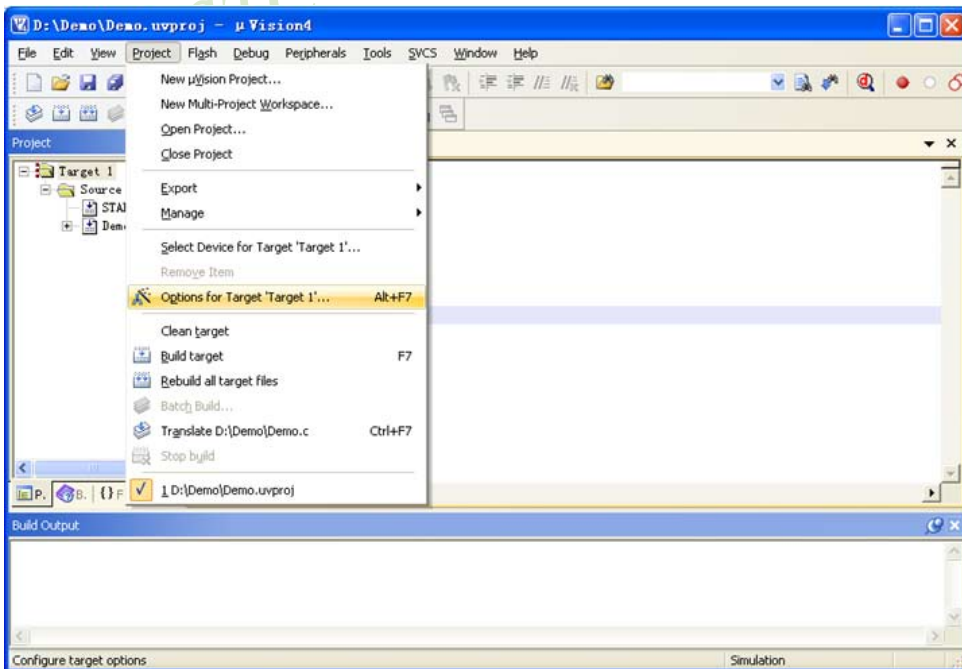 D:\Demo\Demo.uvproj - µVision4
File Edit View Project Flash Debug Peripherals Tools SVCS Window Help
New µVision Project...
New Multi-Project Workspace...
Open Project...
Close Project
Project
Target 1
Source
Export
STA
Manage
Dem
Select Device for Target 'Target 1'...
Remove Item
Options for Target 'Target 1'... Alt+F7
Clean target
Build target F7
Rebuild all target files
Batch Build...
Translate D:\Demo\Demo.c Ctrl+F7
Stop build
P. B. {} F
1 D:\Demo\Demo.uvproj
Build Output
Configure target options Simulation